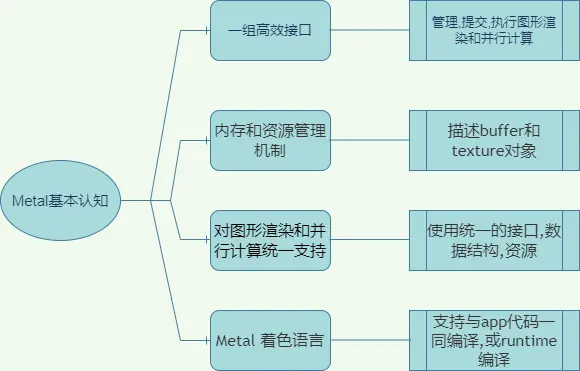 Metal基本认知
一组高效接口
管理,提交,执行图形渲
染和并行计算
内存和资源管理
机制
描述buffer和
texture对象
对图形渲染和并
行计算统一支持
使用统一的接口,数
据结构,资源
Metal 着色语言
支持与app代码一
同编译,或runtime
编译